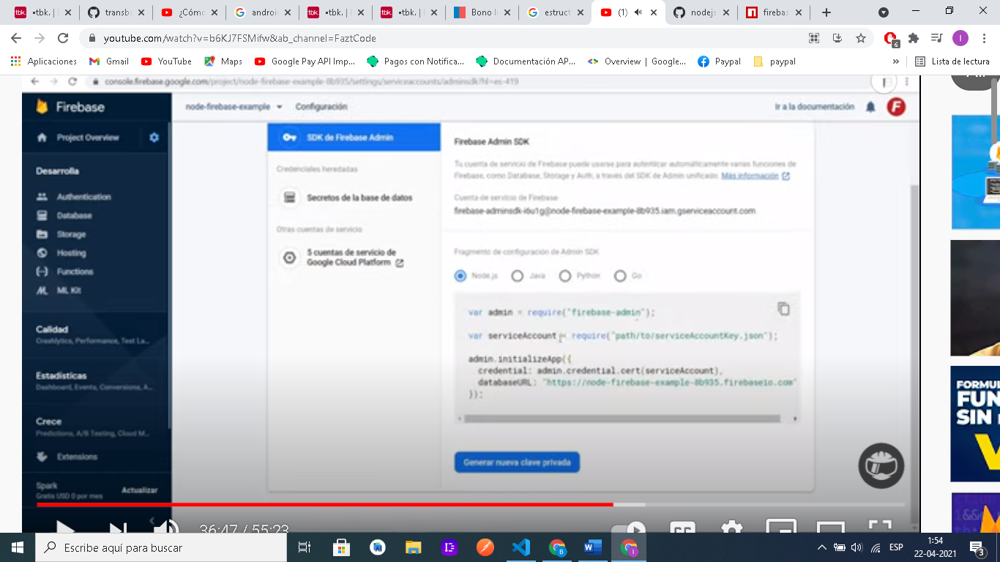 ▪tbk. | I
transba
¿Cómo
androi
▪tbk. | I
▪tbk. | I
Bono I
estruct
(1)
nodejs
firebas
youtube.com/watch?v=b6KJ7FSMifw&ab_channel=FaztCode
6
I
Aplicaciones
Gmail
YouTube
Maps
Google Pay API Imp...
Pago con Notifica...
Documentación AP...
Overview | Google...
Paypal
paypal
»
Lista de lectura
console.firebase.google.com/project/node-firebase-example-8b935/settings/serviceaccounts/adminsdk?hl=es-419
Firebase
node-firebase-example
Configuración
Ir a la documentación
F
Project Overview
SDK de Firebase Admin
Firebase Admin SDK
Desarrolla
Tu cuenta de servicio de Firebase puede usarse para autenticar automáticamente varias funciones de
Firebase, como Database, Storage y Auth, a través del SDK de Admin unificado. Más información
Credenciales heredadas
Authentication
Secretos de la base de datos
Cuenta de servicio de Firebase
Database
firebase-adminsdk-i6u1g@node-firebase-example-8b935.iam.gserviceaccount.com
Storage
Otras cuentas de servicio
Hosting
5 cuentas de servicio de
Google Cloud Platform
Fragmento de configuración de Admin SDK
Functions
Node.js
Java
Python
Go
ML Kit
var admin = require("firebase-admin");
Calidad
Crashlytics, Performance, Test La...
var serviceAccount = require("path/to/serviceAccountKey.json");
admin.initializeApp({
credential: admin.credential.cert(serviceAccount),
databaseURL: "https://node-firebase-example-8b935.firebaseio.com"
});
Estadísticas
Dashboard, Events, Conversions, A...
Crece
Predictions, A/B Testing, Cloud M...
Extensions
Generar nueva clave privada
Spark
Gratis USD 0 por mes
Actualizar
36:47 / 55:23
CC
FORMUL
FUN
SIN
V
&&
Escribe aquí para buscar
ESP
1:54
22-04-2021
3